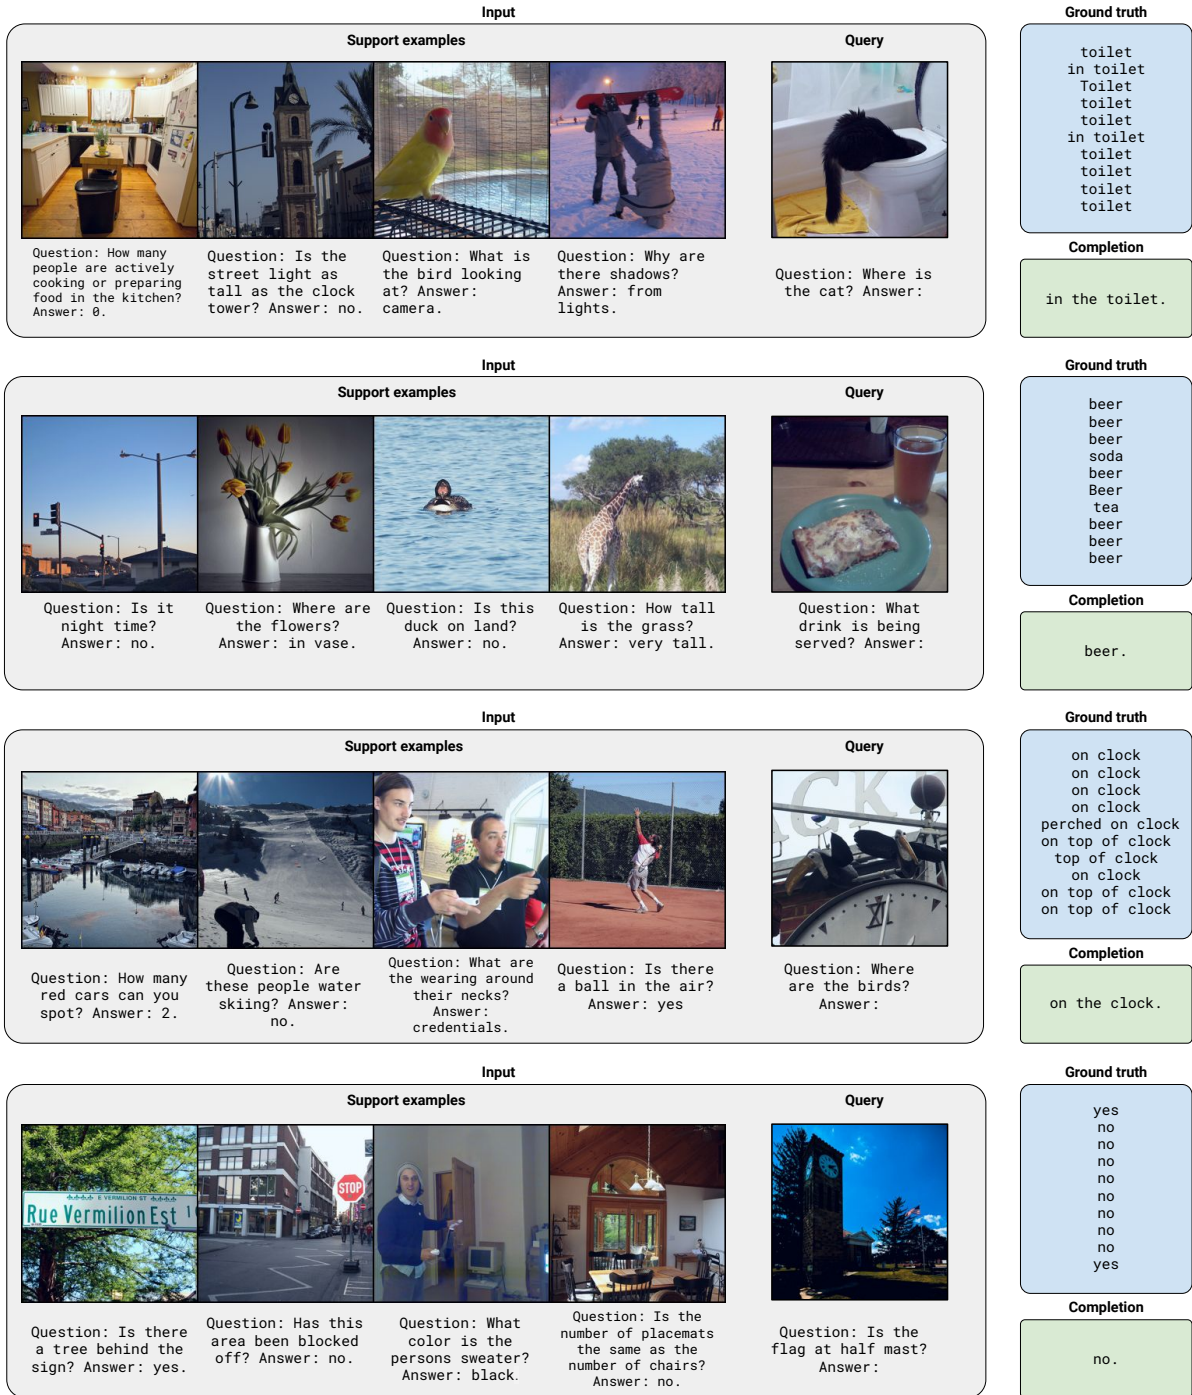 Input
Ground truth
Support examples
Query
toilet
in toilet
Toilet
toilet
toilet
in toilet
toilet
toilet
toilet
toilet
Question: How many
people are actively
cooking or preparing
food in the kitchen?
Answer: 0.
Question: Is the
street light as
tall as the clock
tower? Answer: no.
Question: What is
the bird looking
at? Answer:
camera.
Question: Why are
there shadows?
Answer: from
lights.
Question: Where is
the cat? Answer:
Completion
in the toilet.
Input
Ground truth
Support examples
Query
beer
beer
beer
soda
beer
Beer
tea
beer
beer
beer
Question: Is it
night time?
Answer: no.
Question: Where are
the flowers?
Answer: in vase.
Question: Is this
duck on land?
Answer: no.
Question: How tall
is the grass?
Answer: very tall.
Question: What
drink is being
served? Answer:
Completion
beer.
Input
Ground truth
Support examples
Query
ACK
XI
on clock
on clock
on clock
on clock
perched on clock
on top of clock
top of clock
on clock
on top of clock
on top of clock
Question: How many
red cars can you
spot? Answer: 2.
Question: Are
these people water
skiing? Answer:
no.
Question: What are
the wearing around
their necks?
Answer:
credentials.
Question: Is there
a ball in the air?
Answer: yes
Question: Where
are the birds?
Answer:
Completion
on the clock.
Input
Ground truth
Support examples
Query
E VERMILION ST
Rue Vermilion Est
STOP
yes
no
no
no
no
no
no
no
no
yes
Question: Is there
a tree behind the
sign? Answer: yes.
Question: Has this
area been blocked
off? Answer: no.
Question: What
color is the
persons sweater?
Answer: black.
Question: Is the
number of placemats
the same as the
number of chairs?
Answer: no.
Question: Is the
flag at half mast?
Answer:
Completion
no.